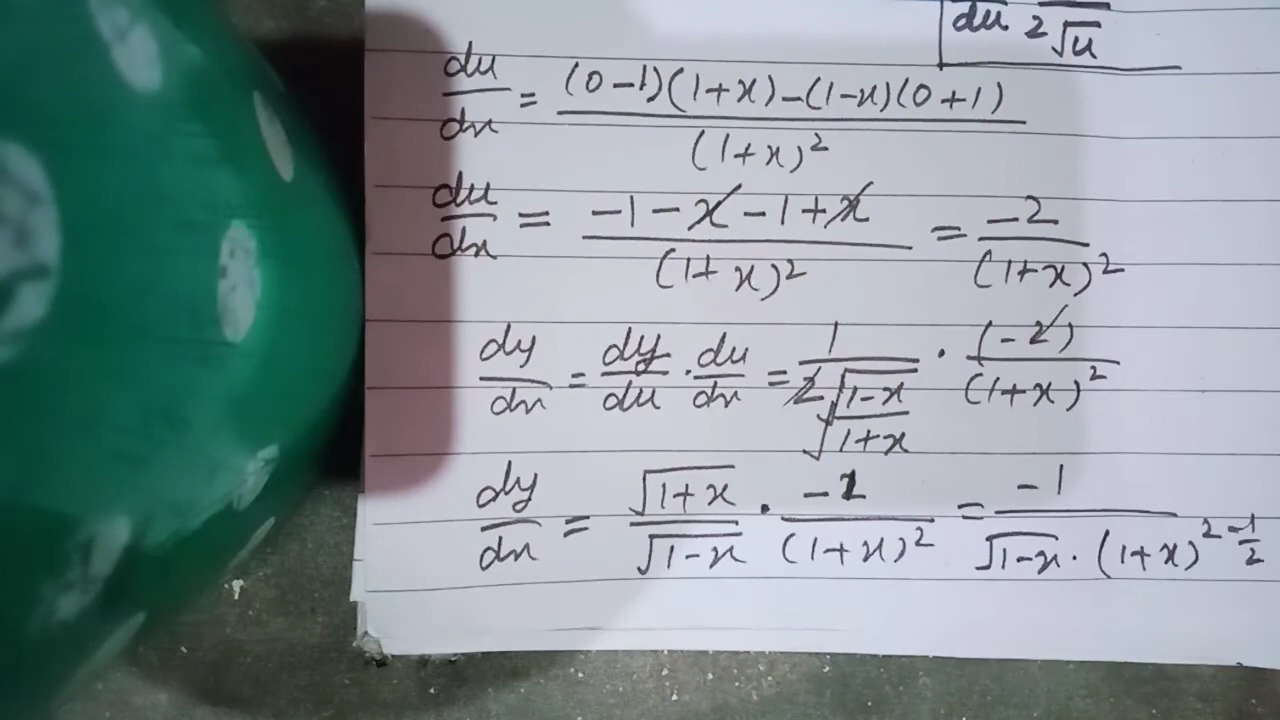 du 2√u
du/dx = (0-1)(1+x)-(1-x)(0+1) / (1+x)²
du/dx = -1-x-1+x / (1+x)² = -2 / (1+x)²
dy/dx = dy/du · du/dx = 1 / 2√((1-x)/(1+x)) · (-2) / (1+x)²
dy/dx = √(1+x) / √(1-x) · -1 / (1+x)² = -1 / √(1-x) · (1+x)^(2-1/2)